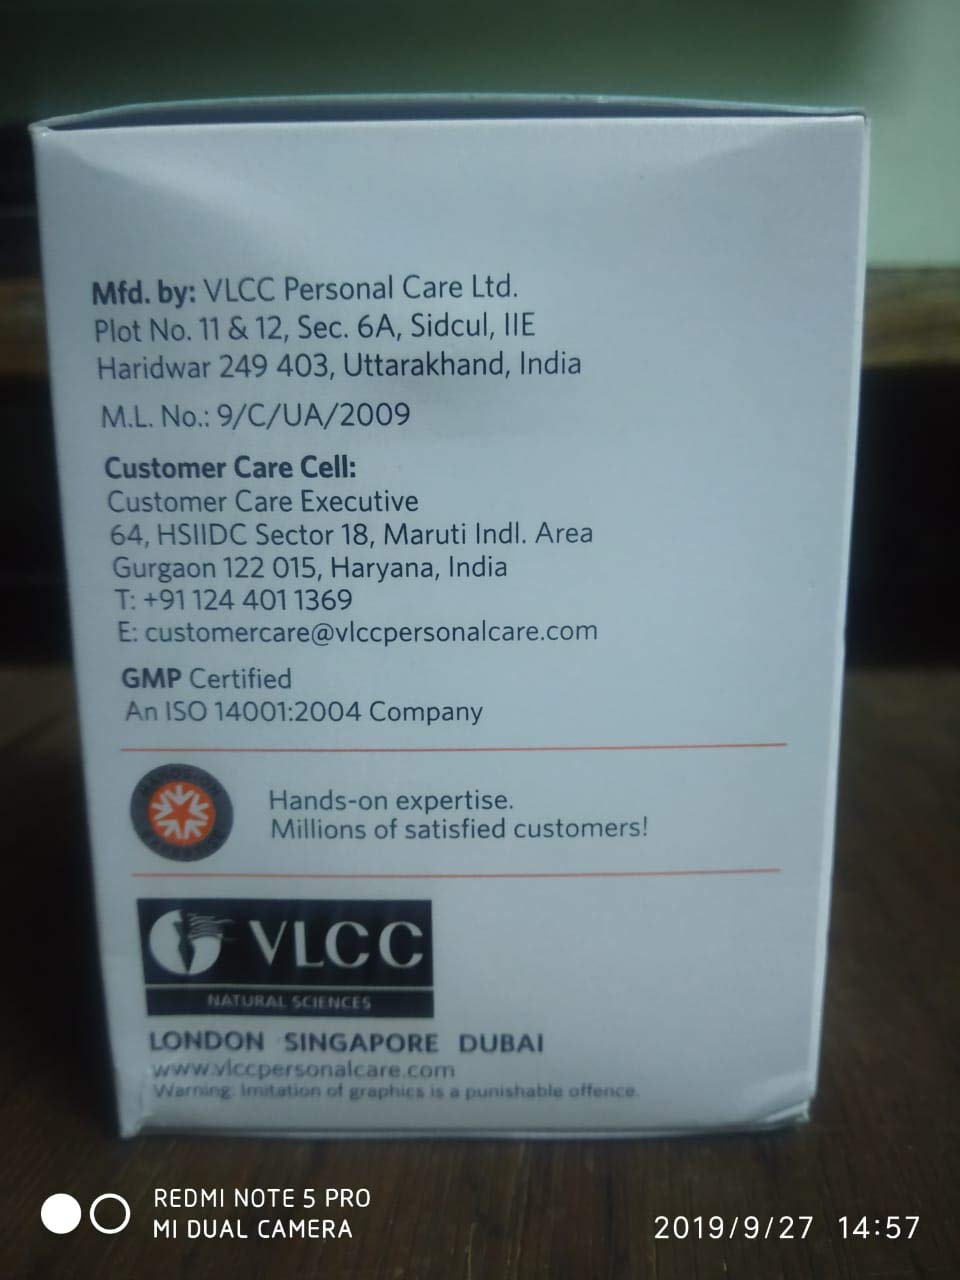 Mfd. by: VLCC Personal Care Ltd.
Plot No. 11 & 12, Sec. 6A, Sidcul, IIE
Haridwar 249 403, Uttarakhand, India
M.L. No.: 9/C/UA/2009
Customer Care Cell:
Customer Care Executive
64, HSIIDC Sector 18, Maruti Indl. Area
Gurgaon 122 015, Haryana, India
T: +91 124 401 1369
E: customercare@vlccpersonalcare.com
GMP Certified
An ISO 14001:2004 Company
HANDS-ON
EXPERTISE
Hands-on expertise.
Millions of satisfied customers!
VLCC
NATURAL SCIENCES
LONDON SINGAPORE DUBAI
www.vlccpersonalcare.com
Warning: Imitation of graphics is a punishable offence.
REDMI NOTE 5 PRO
MI DUAL CAMERA
2019/9/27 14:57